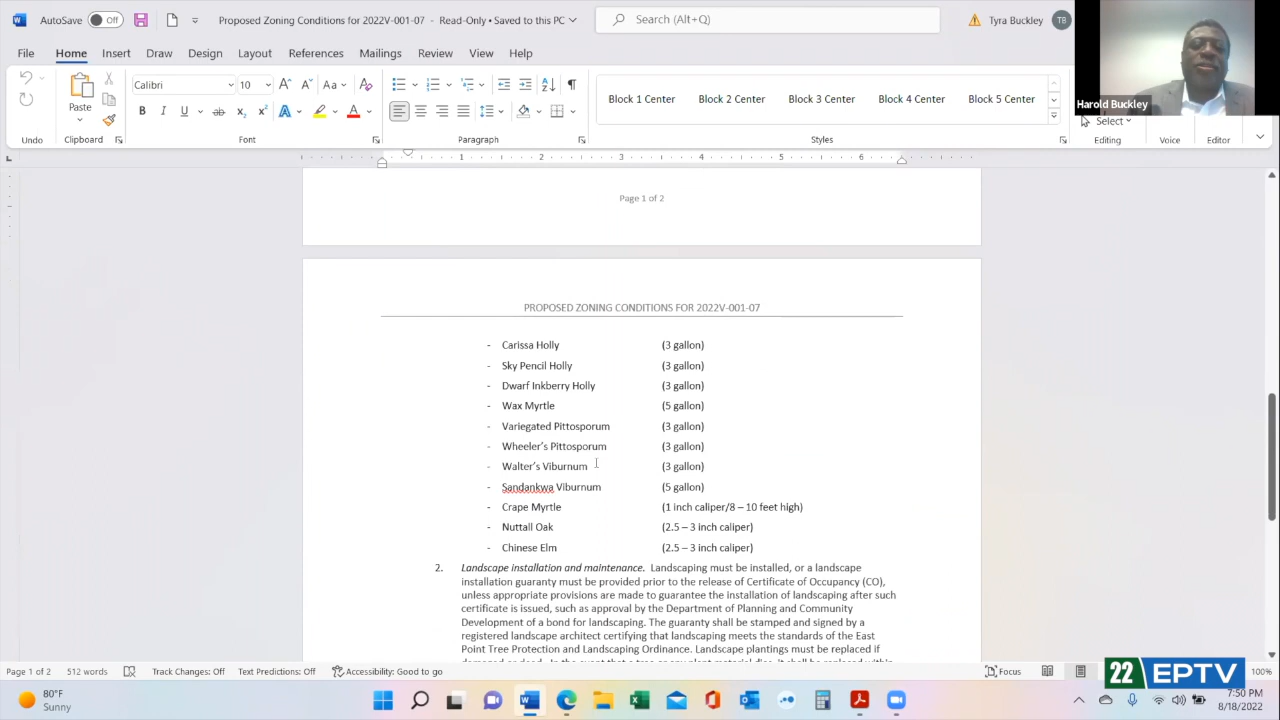 AutoSave Off Proposed Zoning Conditions for 2022V-001-07 - Read-Only • Saved to this PC Search (Alt+Q) Tyra Buckley TB
File Home Insert Draw Design Layout References Mailings Review View Help
Harold Buckley
Paste
Calibri 10
Block 1 Center Block 2 Center Block 3 Center Block 4 Center Block 5 Center
Select
Undo Clipboard Font Paragraph Styles Editing Voice Editor
1 2 3 4 5 6
Page 1 of 2
PROPOSED ZONING CONDITIONS FOR 2022V-001-07
- Carissa Holly (3 gallon)
- Sky Pencil Holly (3 gallon)
- Dwarf Inkberry Holly (3 gallon)
- Wax Myrtle (5 gallon)
- Variegated Pittosporum (3 gallon)
- Wheeler's Pittosporum (3 gallon)
- Walter's Viburnum (3 gallon)
- Sandankwa Viburnum (5 gallon)
- Crape Myrtle (1 inch caliper/8 – 10 feet high)
- Nuttall Oak (2.5 – 3 inch caliper)
- Chinese Elm (2.5 – 3 inch caliper)
2. Landscape installation and maintenance. Landscaping must be installed, or a landscape
installation guaranty must be provided prior to the release of Certificate of Occupancy (CO),
unless appropriate provisions are made to guarantee the installation of landscaping after such
certificate is issued, such as approval by the Department of Planning and Community
Development of a bond for landscaping. The guaranty shall be stamped and signed by a
registered landscape architect certifying that landscaping meets the standards of the East
Point Tree Protection and Landscaping Ordinance. Landscape plantings must be replaced if
Page 1 of 2 512 words Track Changes: Off Text Predictions: Off Accessibility: Good to go Focus 100%
22 EPTV
80°F
Sunny
7:50 PM
8/18/2022